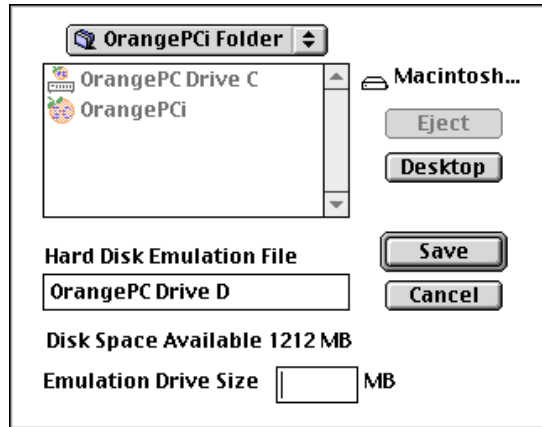 OrangePCi Folder
OrangePC Drive C
OrangePCi
Macintosh...
Eject
Desktop
Hard Disk Emulation File
OrangePC Drive D
Save
Cancel
Disk Space Available 1212 MB
Emulation Drive Size MB